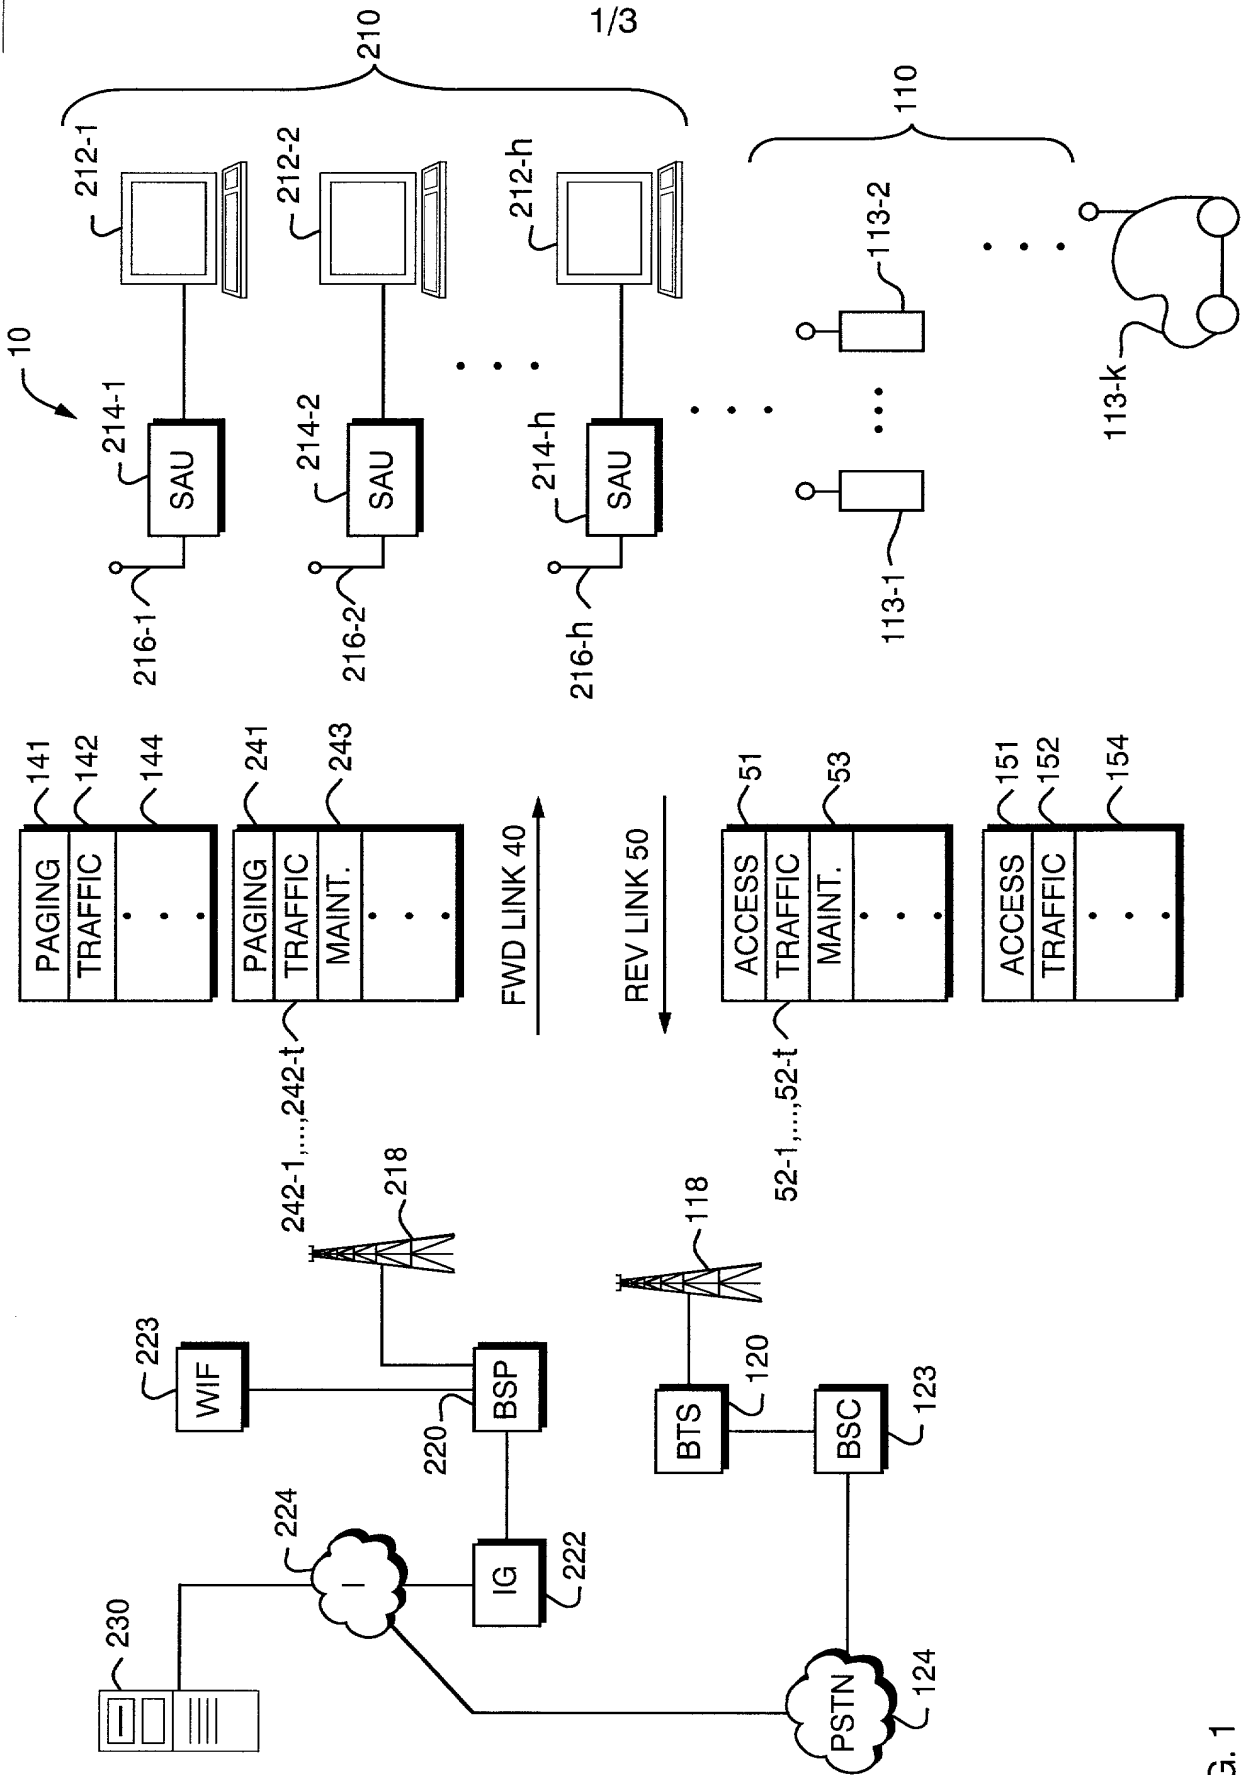 1/3
10
212-1
214-1
SAU
216-1
212-2
214-2
SAU
216-2
212-h
214-h
SAU
216-h
210
113-1
113-2
113-k
110
PAGING
TRAFFIC
141
142
144
PAGING
TRAFFIC
MAINT.
241
243
242-1,...,242-t
FWD LINK 40
REV LINK 50
ACCESS
TRAFFIC
MAINT.
51
53
52-1,...,52-t
ACCESS
TRAFFIC
151
152
154
230
224
I
223
WIF
218
220
BSP
IG
222
118
BTS
120
BSC
123
PSTN
124
G. 1